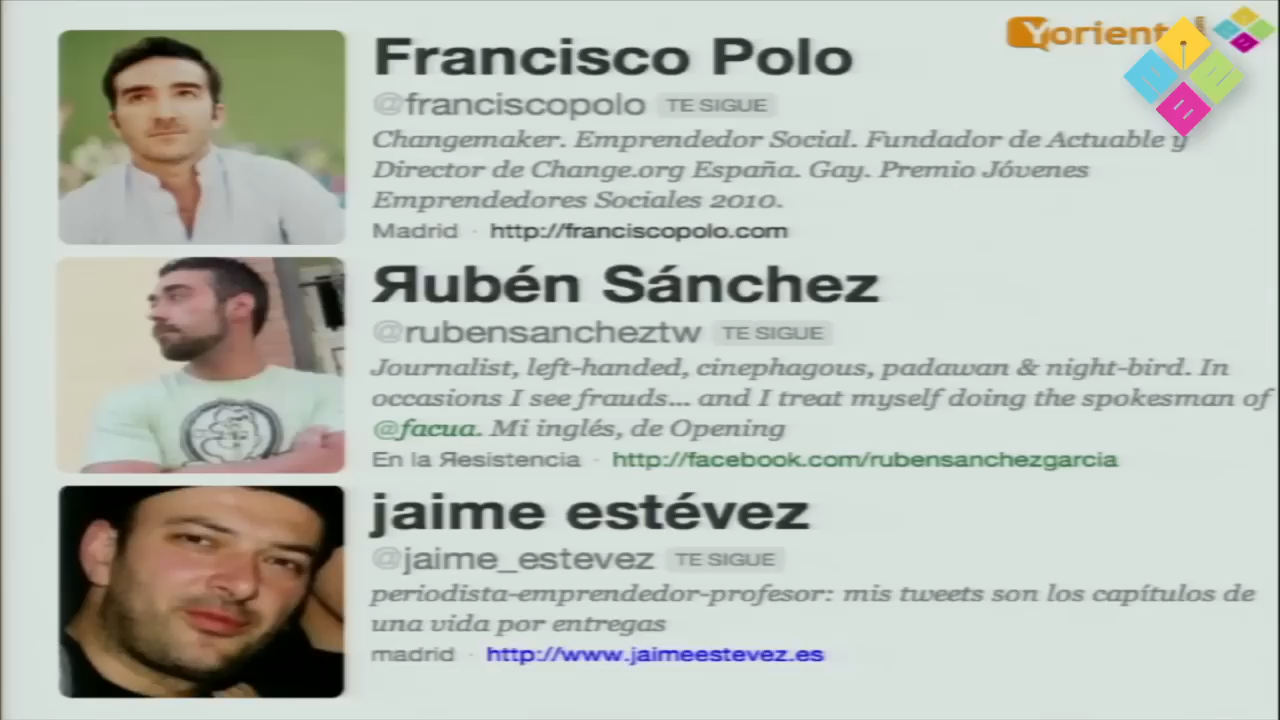 Yorient
Francisco Polo
@franciscopolo TE SIGUE
Changemaker. Emprendedor Social. Fundador de Actuable y
Director de Change.org España. Gay. Premio Jóvenes
Emprendedores Sociales 2010.
Madrid · http://franciscopolo.com
Яubén Sánchez
@rubensancheztw TE SIGUE
Journalist, left-handed, cinephagous, padawan & night-bird. In
occasions I see frauds... and I treat myself doing the spokesman of
@facua. Mi inglés, de Opening
En la Яesistencia · http://facebook.com/rubensanchezgarcia
jaime estévez
@jaime_estevez TE SIGUE
periodista-emprendedor-profesor: mis tweets son los capítulos de
una vida por entregas
madrid · http://www.jaimeestevez.es